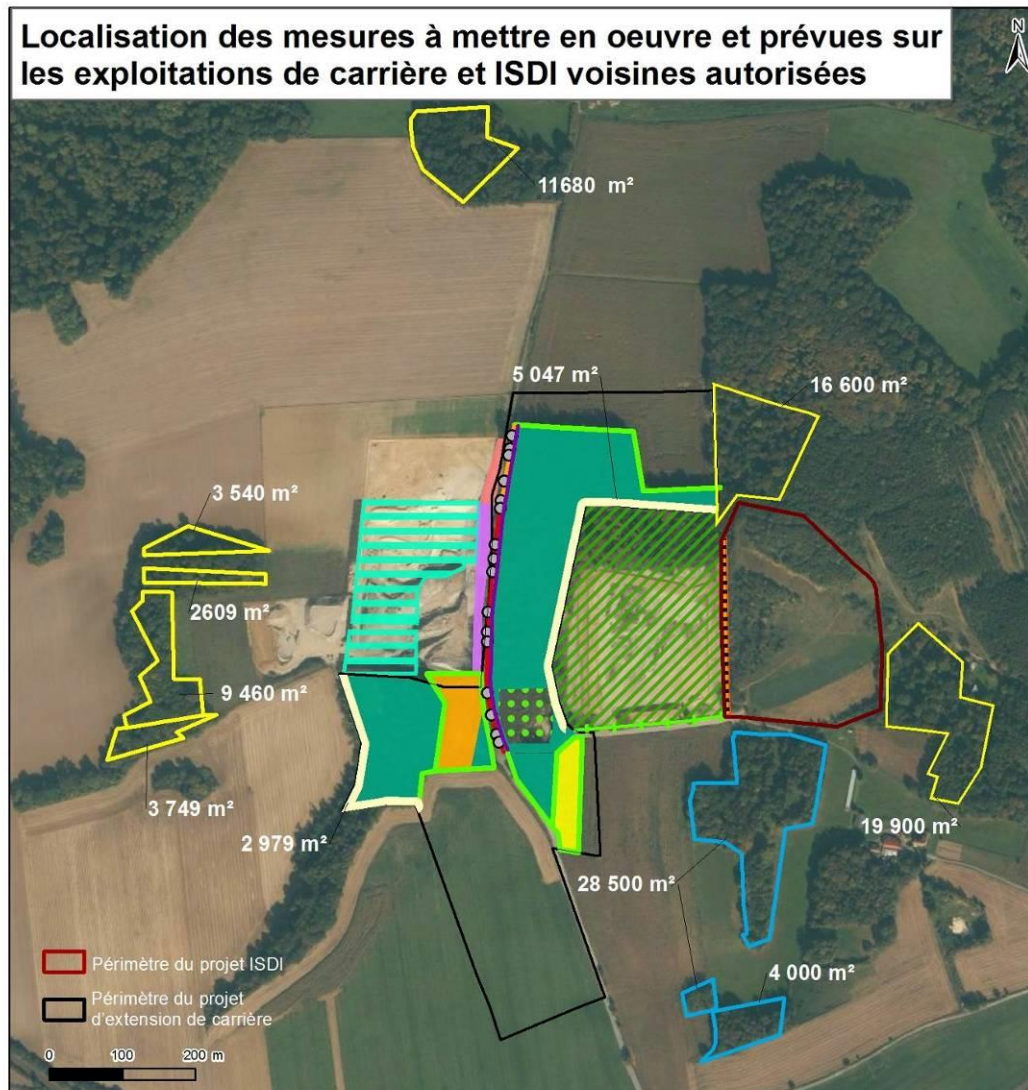 Localisation des mesures à mettre en oeuvre et prévues sur
les exploitations de carrière et ISDI voisines autorisées
N
11680 m²
5 047 m²
16 600 m²
3 540 m²
2609 m²
9 460 m²
3 749 m²
2 979 m²
19 900 m²
28 500 m²
4 000 m²
Périmètre du projet ISDI
Périmètre du projet
d'extension de carrière
0 100 200 m